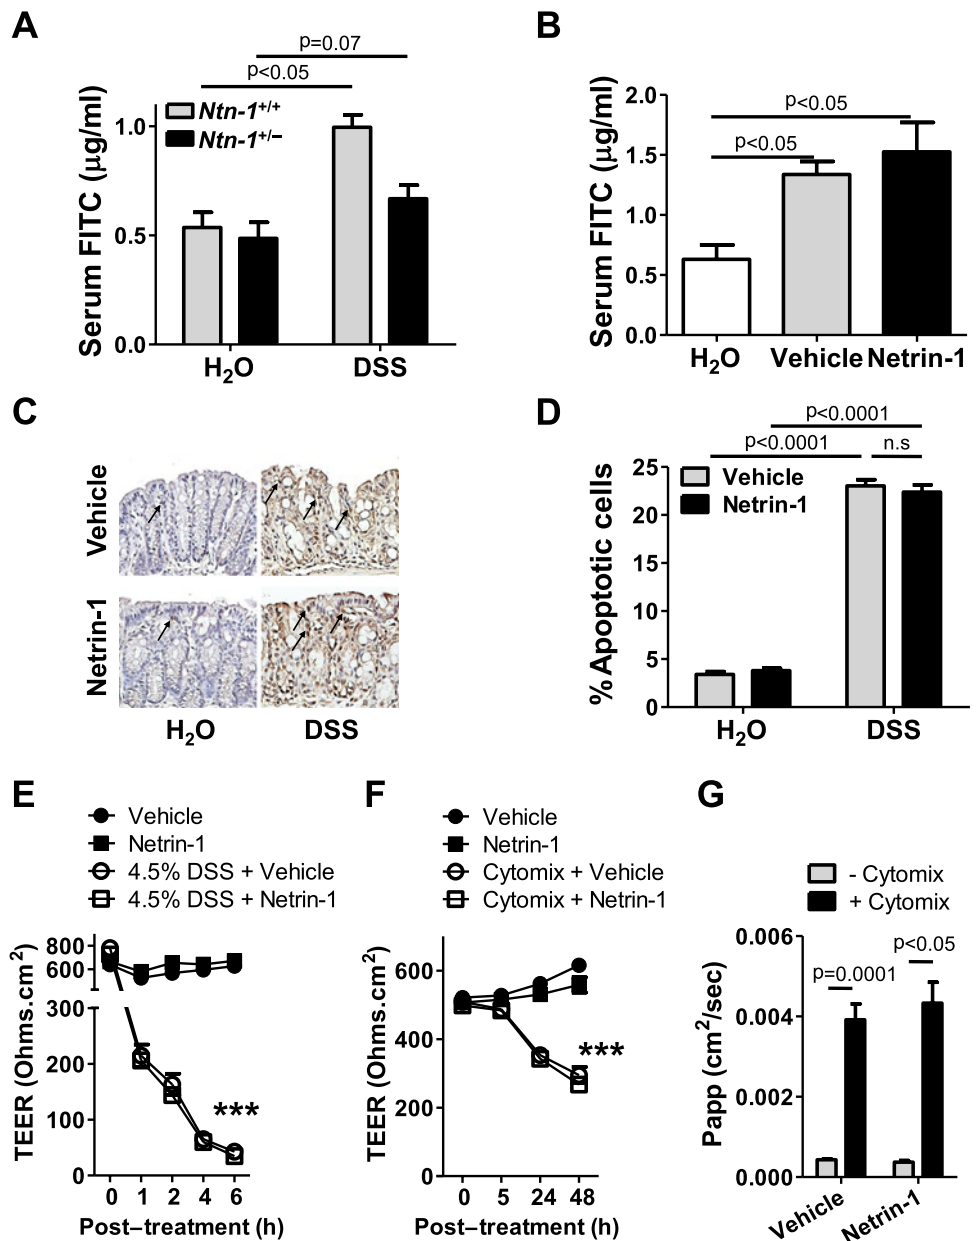 A
p=0.07
p<0.05
Ntn-1+/+
Ntn-1+/−
Serum FITC (µg/ml)
1.0
0.5
0.0
H2O
DSS
B
p<0.05
p<0.05
Serum FITC (µg/ml)
2.0
1.5
1.0
0.5
0.0
H2O
Vehicle
Netrin-1
C
Vehicle
Netrin-1
H2O
DSS
D
p<0.0001
p<0.0001
n.s
Vehicle
Netrin-1
% Apoptotic cells
25
20
15
10
5
0
H2O
DSS
E
Vehicle
Netrin-1
4.5% DSS + Vehicle
4.5% DSS + Netrin-1
TEER (Ohms.cm2)
800
600
300
200
100
0
***
0 1 2 4 6
Post–treatment (h)
F
Vehicle
Netrin-1
Cytomix + Vehicle
Cytomix + Netrin-1
TEER (Ohms.cm2)
600
400
200
0
***
0 5 24 48
Post–treatment (h)
G
- Cytomix
+ Cytomix
p<0.05
p=0.0001
Papp (cm2/sec)
0.006
0.004
0.002
0.000
Vehicle
Netrin-1